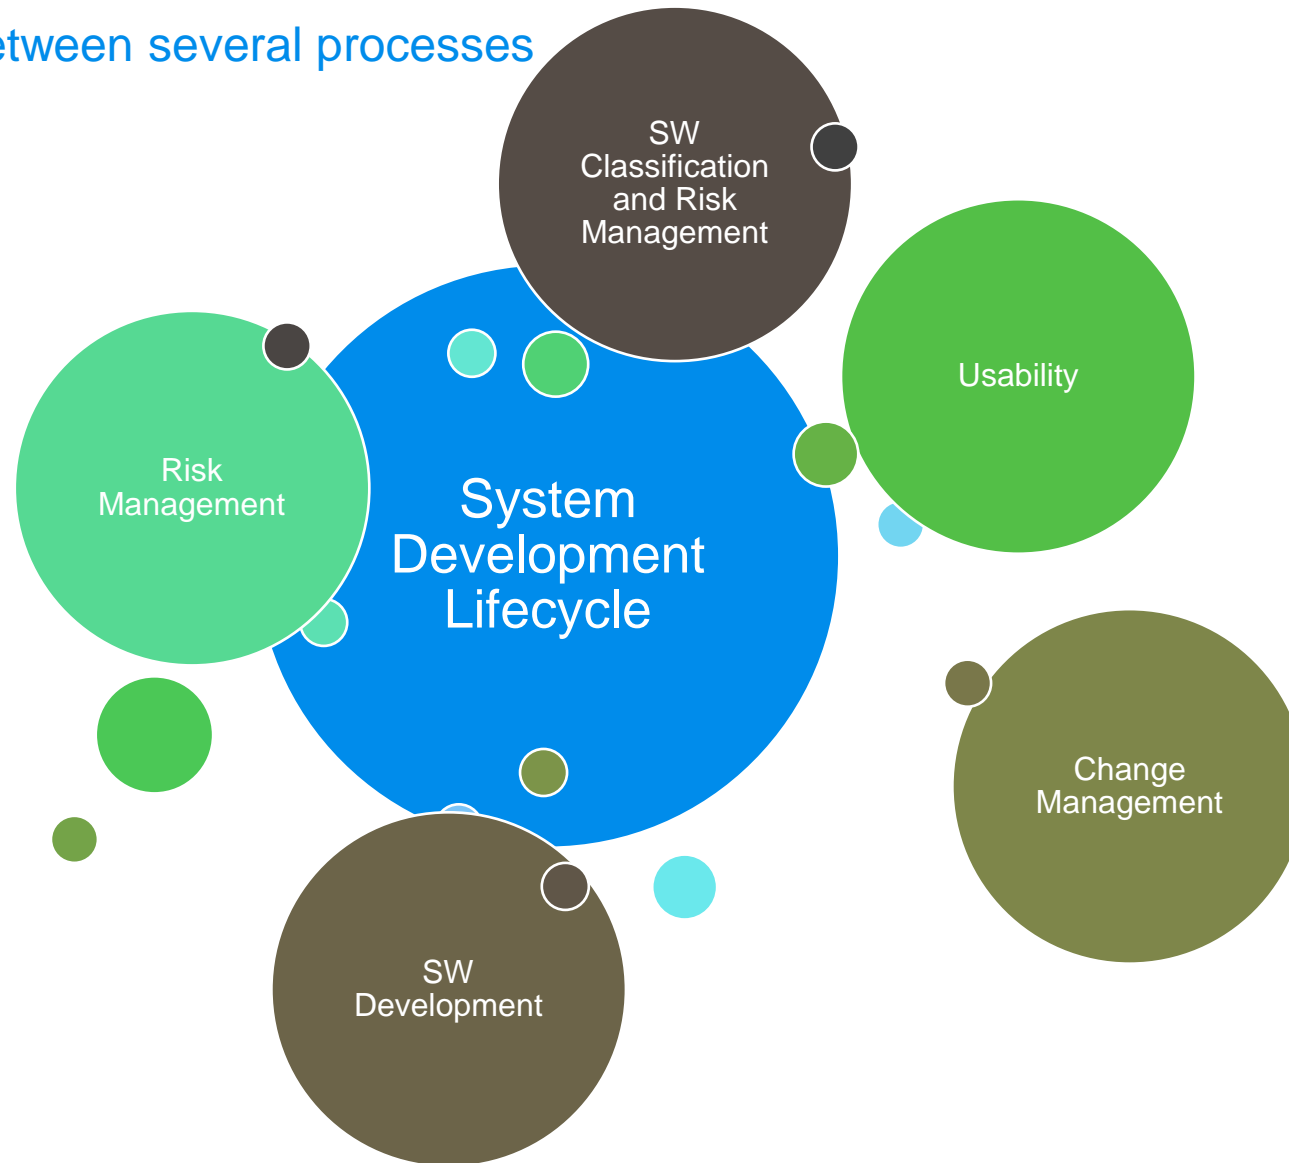 etween several processes
SW
Classification
and Risk
Management
Usability
Risk
Management
System
Development
Lifecycle
Change
Management
SW
Development